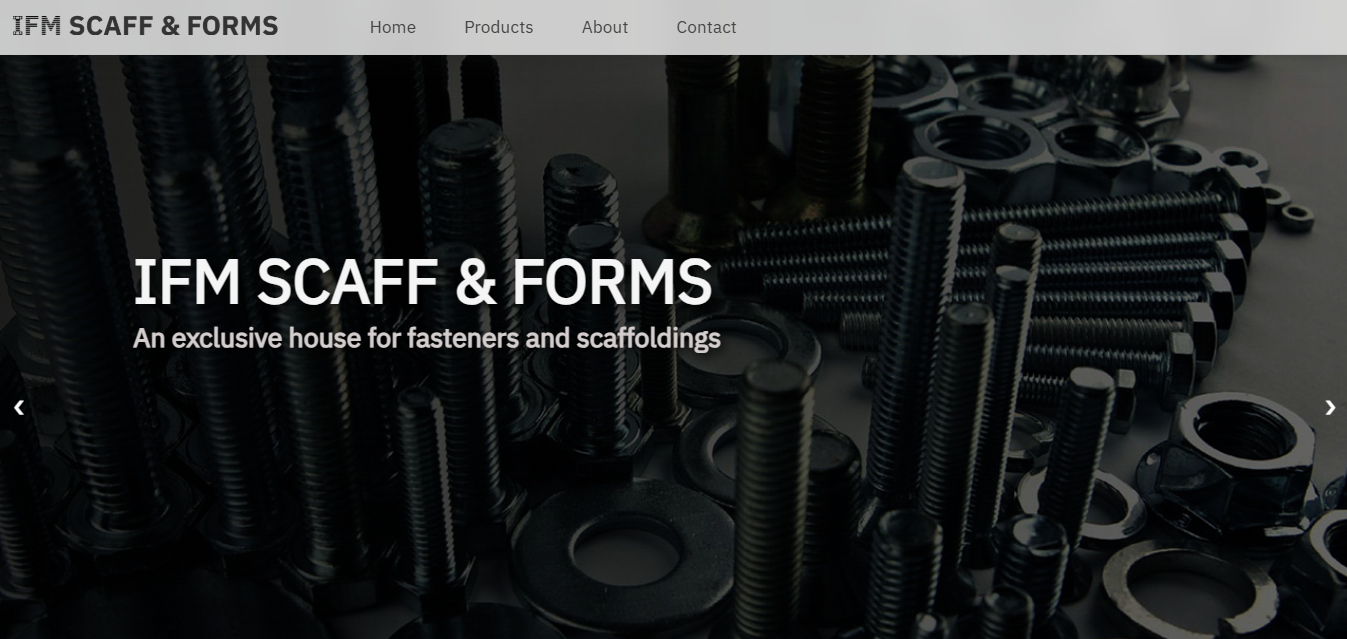 IFM SCAFF & FORMS
Home
Products
About
Contact
IFM SCAFF & FORMS
An exclusive house for fasteners and scaffoldings